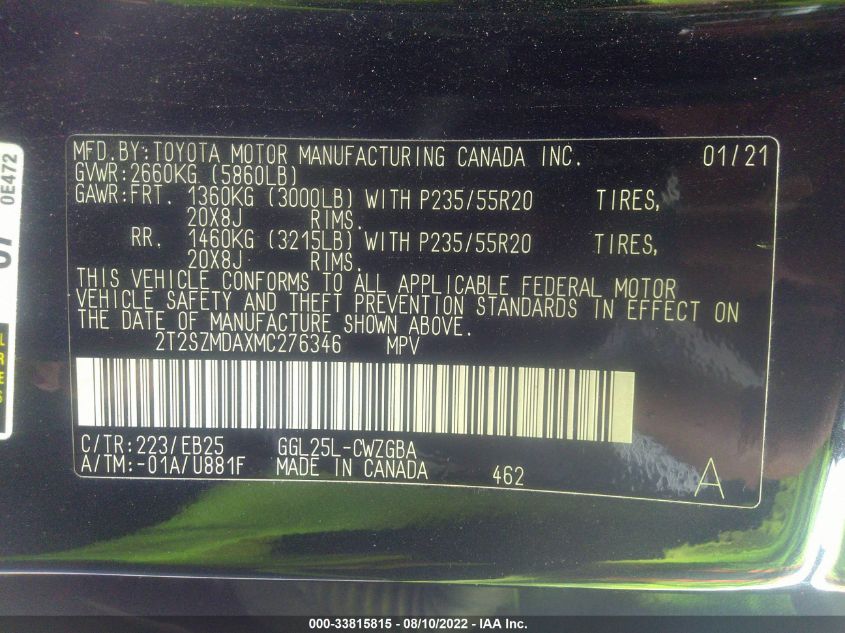 MFD.BY:TOYOTA MOTOR MANUFACTURING CANADA INC. 01/21
GVWR:2660KG (5860LB)
GAWR:FRT. 1360KG (3000LB) WITH P235/55R20 TIRES,
20X8J RIMS.
RR. 1460KG (3215LB) WITH P235/55R20 TIRES,
20X8J RIMS.
THIS VEHICLE CONFORMS TO ALL APPLICABLE FEDERAL MOTOR
VEHICLE SAFETY AND THEFT PREVENTION STANDARDS IN EFFECT ON
THE DATE OF MANUFACTURE SHOWN ABOVE.
2T2SZMDAXMC276346 MPV
C/TR:223/EB25 GGL25L-CWZGBA
A/TM:-01A/U881F MADE IN CANADA 462 A
0E472
000-33815815 - 08/10/2022 - IAA Inc.